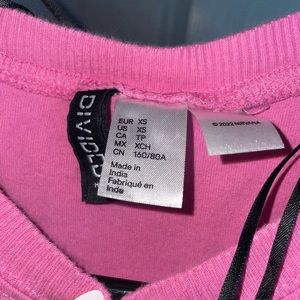 DIVIDED
EUR XS
US XS
CA TP
MX XCH
CN 160/80A
Made in
India
Fabriqué en
Inde
© 2022 NIRVANA